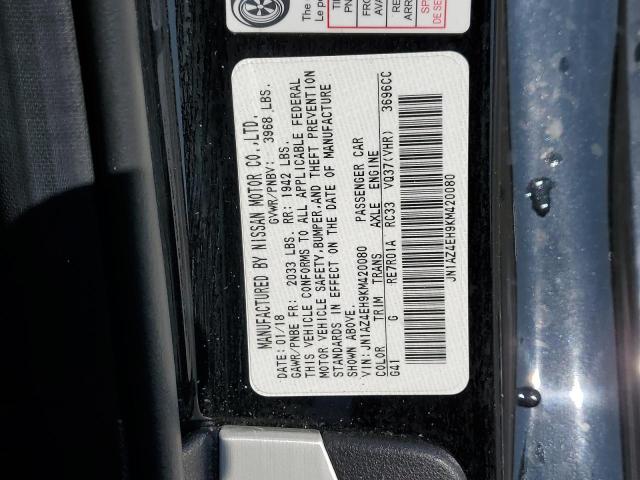 MANUFACTURED BY NISSAN MOTOR CO.,LTD.
DATE: 01/18 GVWR/PNBV: 3968 LBS.
GAWR/PNBE FR: 2033 LBS. RR: 1942 LBS.
THIS VEHICLE CONFORMS TO ALL APPLICABLE FEDERAL
MOTOR VEHICLE SAFETY,BUMPER,AND THEFT PREVENTION
STANDARDS IN EFFECT ON THE DATE OF MANUFACTURE
SHOWN ABOVE.
VIN: JN1AZ4EH9KM420080 PASSENGER CAR
COLOR TRIM TRANS AXLE ENGINE
G41 G RE7R01A RC33 VQ37(VHR) 3696CC
JN1AZ4EH9KM420080
The
Le